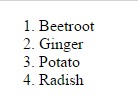 1. Beetroot
2. Ginger
3. Potato
4. Radish